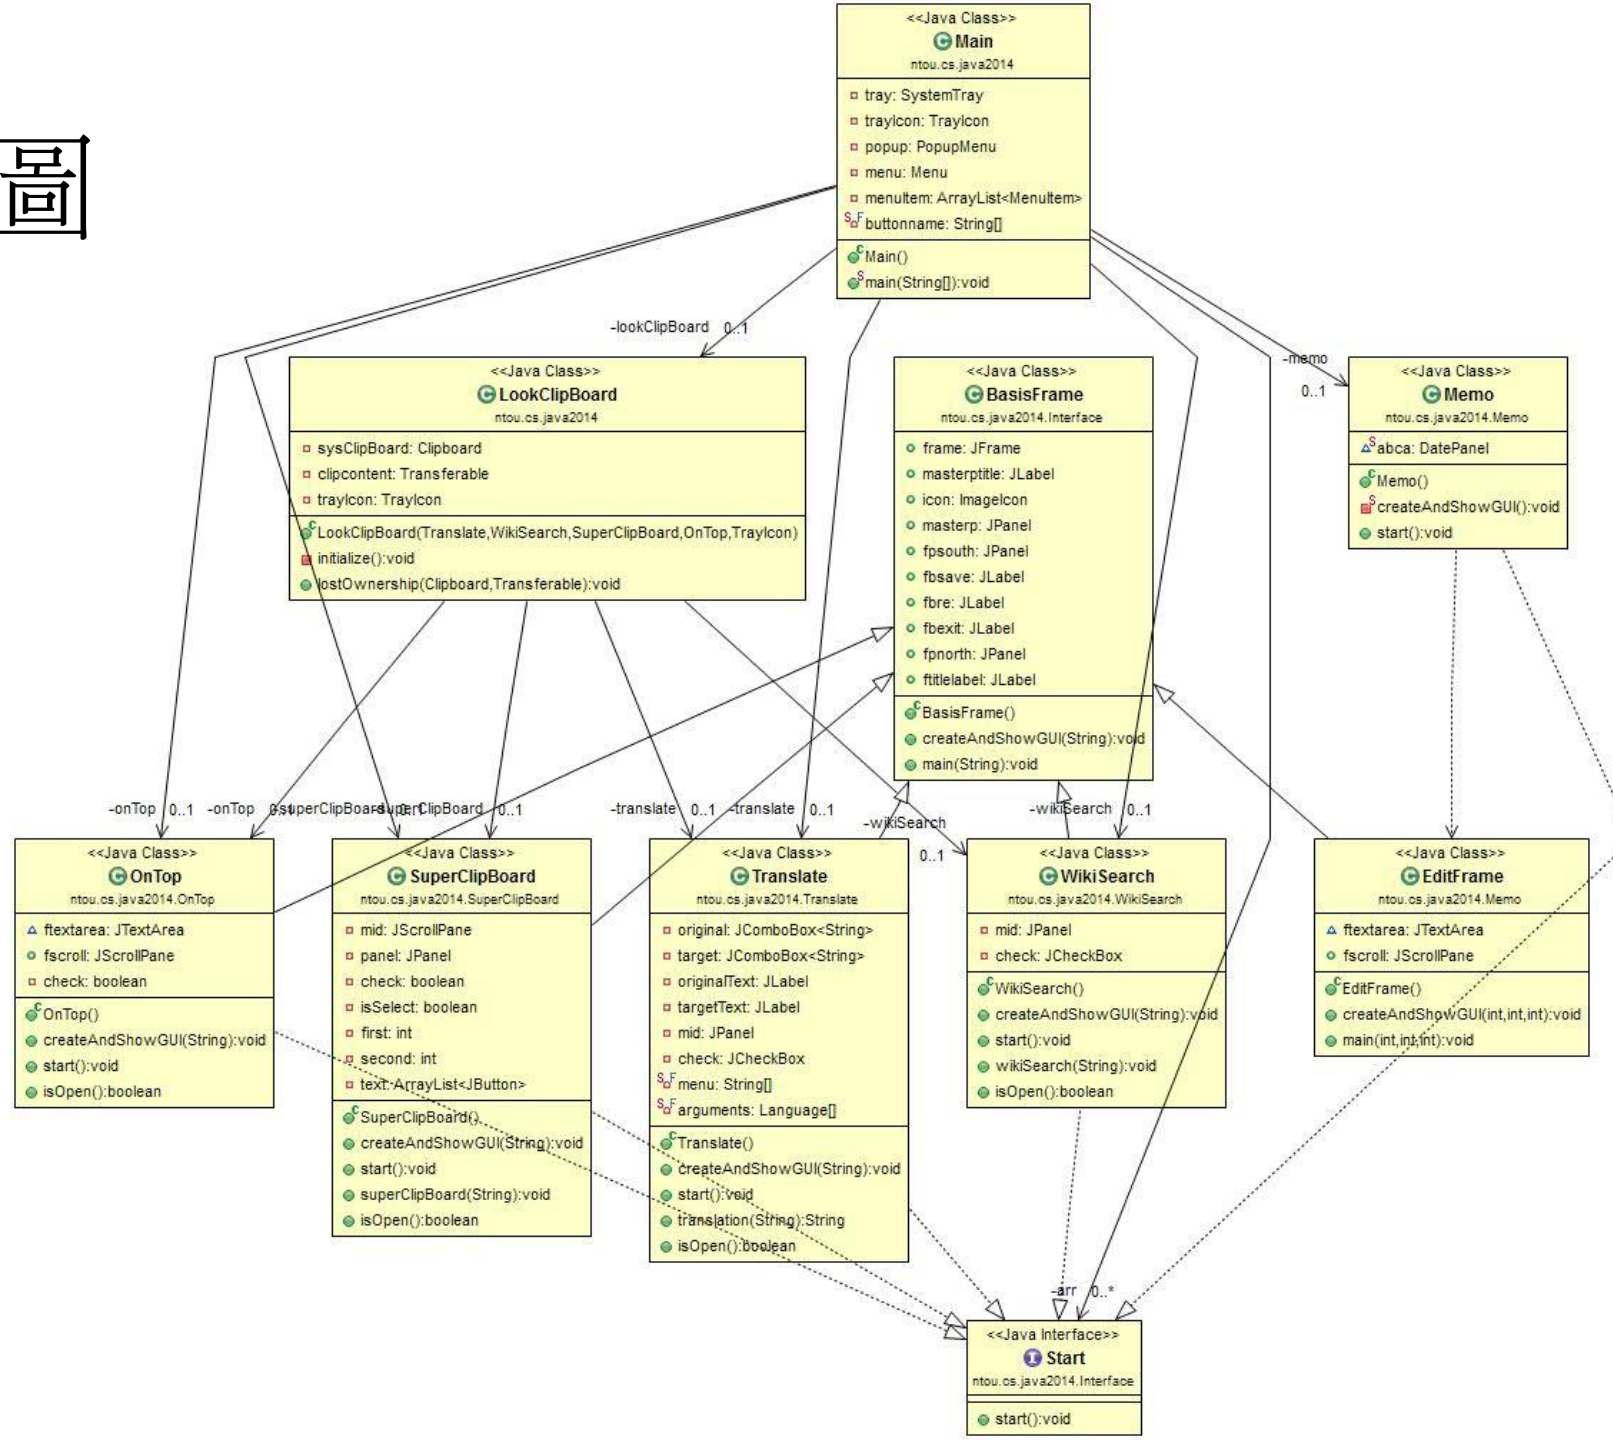 圖
<<Java Class>>
Main
ntou.cs.java2014
tray: SystemTray
trayIcon: TrayIcon
popup: PopupMenu
menu: Menu
menuItem: ArrayList<MenuItem>
buttonname: String[]
Main()
main(String[]):void
-lookClipBoard 0..1
-memo
0..1
<<Java Class>>
LookClipBoard
ntou.cs.java2014
sysClipBoard: Clipboard
clipcontent: Transferable
trayIcon: TrayIcon
LookClipBoard(Translate,WikiSearch,SuperClipBoard,OnTop,TrayIcon)
initialize():void
lostOwnership(Clipboard,Transferable):void
<<Java Class>>
BasisFrame
ntou.cs.java2014.Interface
frame: JFrame
masterptitle: JLabel
icon: ImageIcon
masterp: JPanel
fpsouth: JPanel
fbsave: JLabel
fbre: JLabel
fbexit: JLabel
fpnorth: JPanel
ftitlelabel: JLabel
BasisFrame()
createAndShowGUI(String):void
main(String):void
<<Java Class>>
Memo
ntou.cs.java2014.Memo
abca: DatePanel
Memo()
createAndShowGUI():void
start():void
-onTop 0..1
-onTop 0..1
-superClipBoard 0..1
-superClipBoard 0..1
-translate 0..1
-translate 0..1
-wikiSearch
0..1
-wikiSearch 0..1
<<Java Class>>
OnTop
ntou.cs.java2014.OnTop
ftextarea: JTextArea
fscroll: JScrollPane
check: boolean
OnTop()
createAndShowGUI(String):void
start():void
isOpen():boolean
<<Java Class>>
SuperClipBoard
ntou.cs.java2014.SuperClipBoard
mid: JScrollPane
panel: JPanel
check: boolean
isSelect: boolean
first: int
second: int
text: ArrayList<JButton>
SuperClipBoard()
createAndShowGUI(String):void
start():void
superClipBoard(String):void
isOpen():boolean
<<Java Class>>
Translate
ntou.cs.java2014.Translate
original: JComboBox<String>
target: JComboBox<String>
originalText: JLabel
targetText: JLabel
mid: JPanel
check: JCheckBox
menu: String[]
arguments: Language[]
Translate()
createAndShowGUI(String):void
start():void
translation(String):String
isOpen():boolean
<<Java Class>>
WikiSearch
ntou.cs.java2014.WikiSearch
mid: JPanel
check: JCheckBox
WikiSearch()
createAndShowGUI(String):void
start():void
wikiSearch(String):void
isOpen():boolean
<<Java Class>>
EditFrame
ntou.cs.java2014.Memo
ftextarea: JTextArea
fscroll: JScrollPane
EditFrame()
createAndShowGUI(int,int,int):void
main(int,int,int):void
-arr 0..*
<<Java Interface>>
Start
ntou.cs.java2014.Interface
start():void